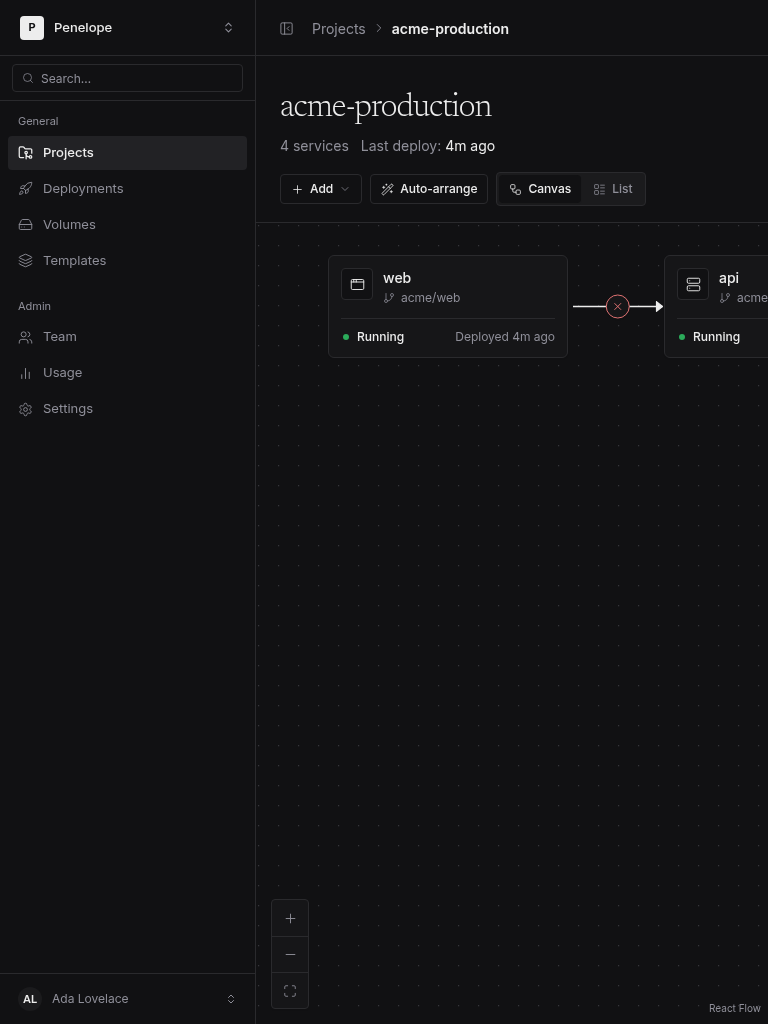 P Penelope
Search...
General
Projects
Deployments
Volumes
Templates
Admin
Team
Usage
Settings
AL Ada Lovelace
Projects > acme-production
acme-production
4 services Last deploy: 4m ago
Add Auto-arrange Canvas List
web
acme/web
Running Deployed 4m ago
api
acme
Running
React Flow